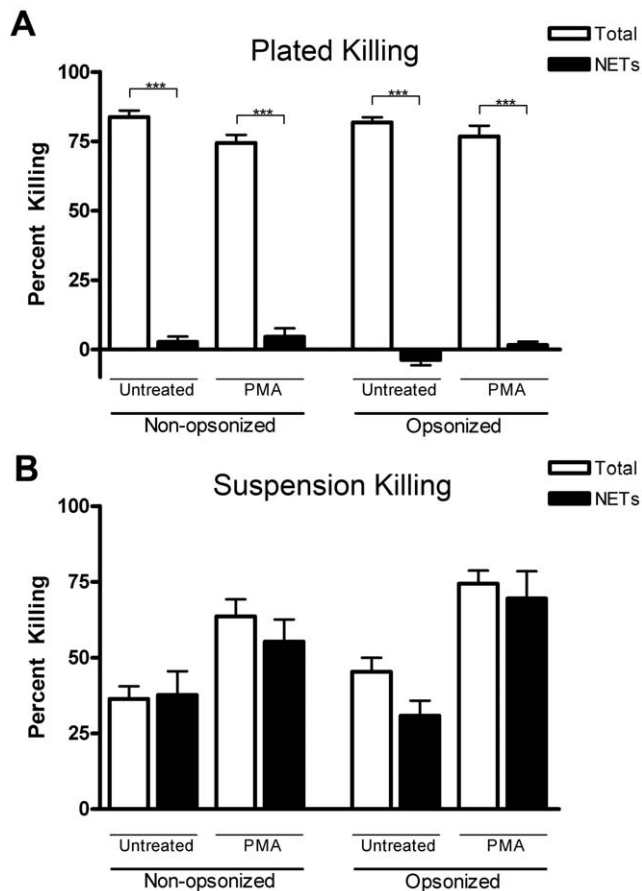 A
Plated Killing
Total
NETs
Percent Killing
100
75
50
25
0
*** *** *** ***
Untreated PMA Untreated PMA
Non-opsonized Opsonized
B
Suspension Killing
Total
NETs
Percent Killing
100
75
50
25
0
Untreated PMA Untreated PMA
Non-opsonized Opsonized